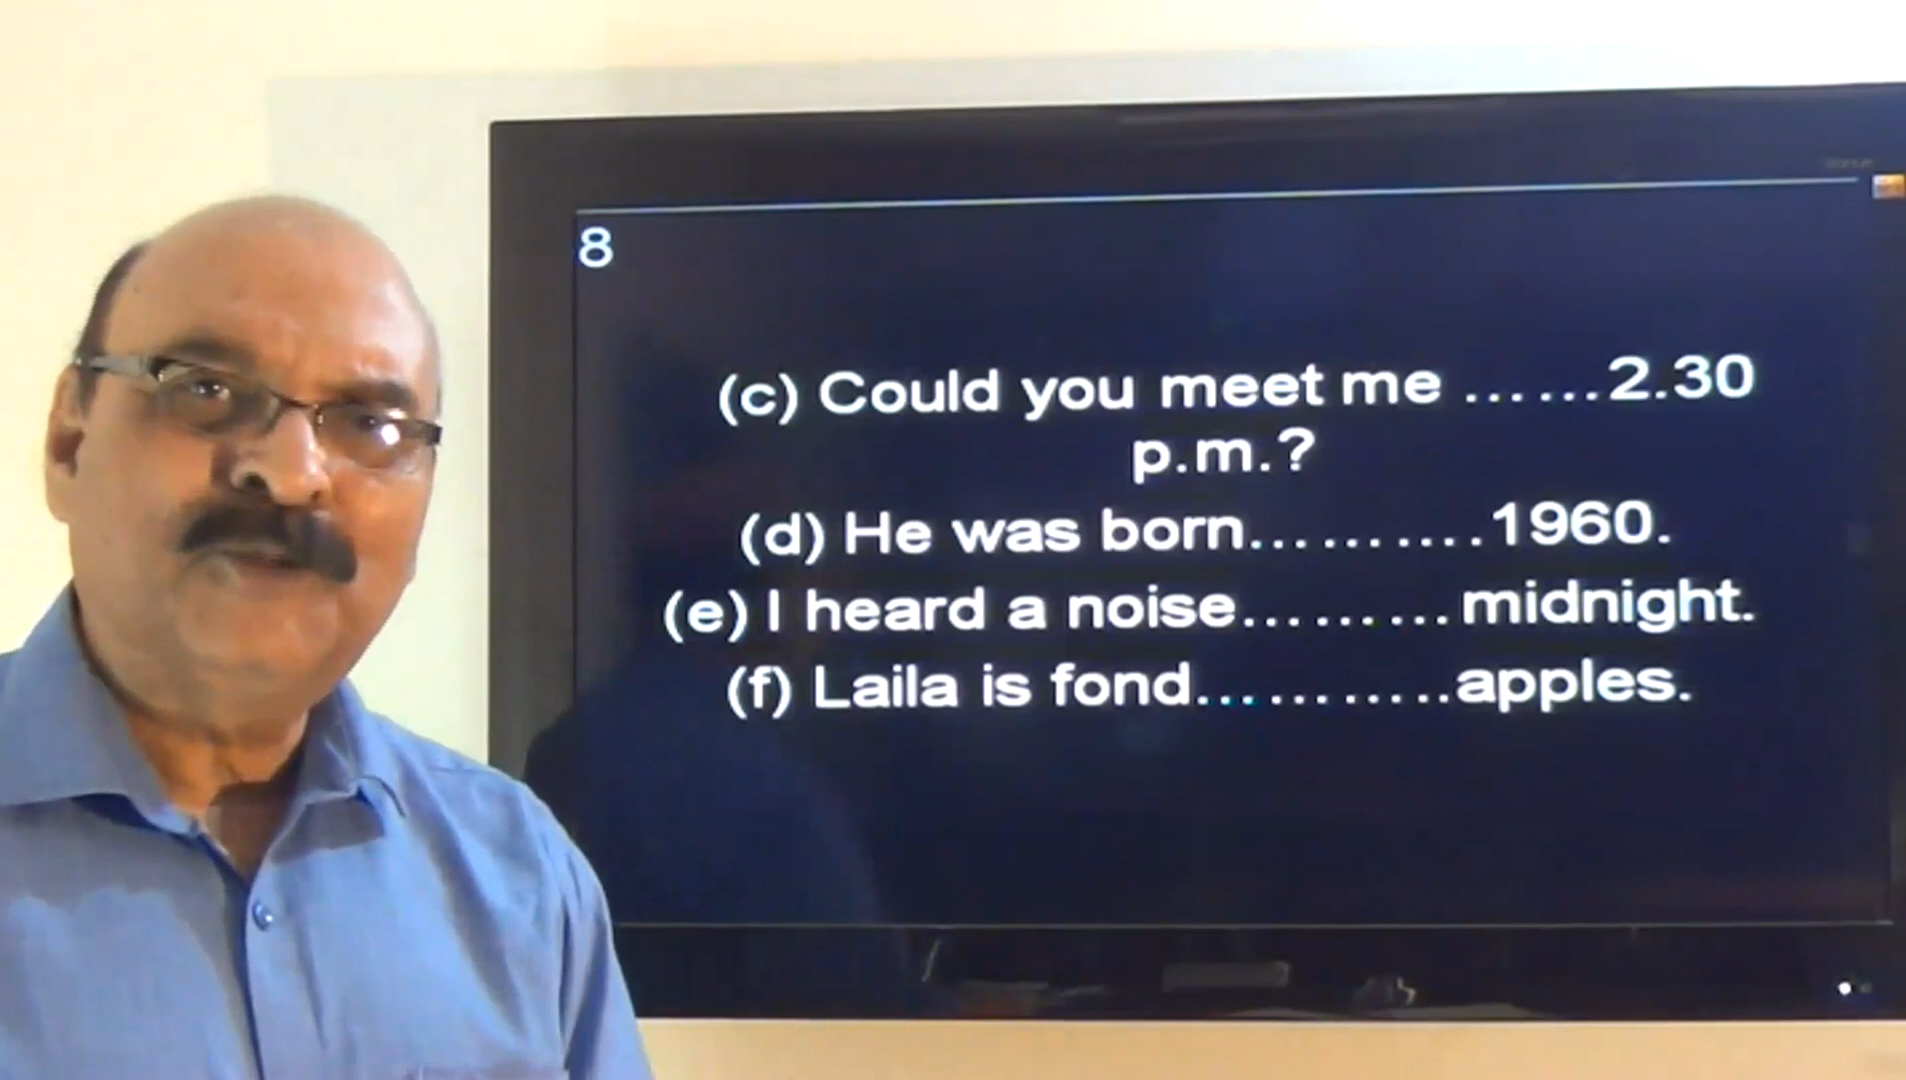 8
(c) Could you meet me ......2.30
p.m.?
(d) He was born..........1960.
(e) I heard a noise.........midnight.
(f) Laila is fond...........apples.